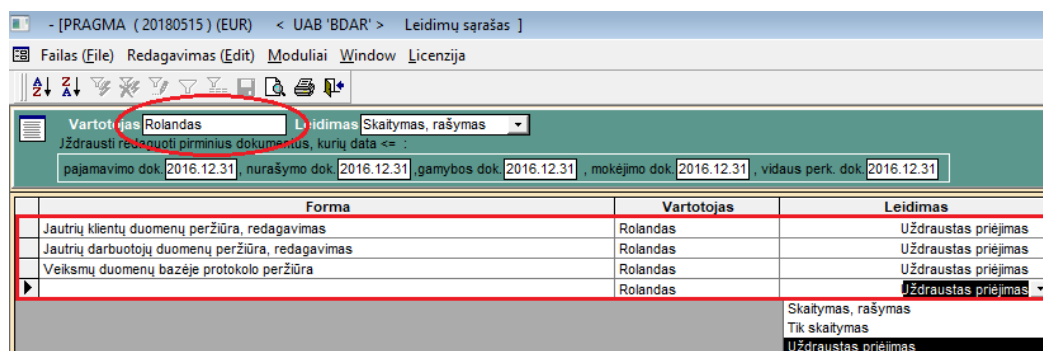 - [PRAGMA ( 20180515 ) (EUR) < UAB 'BDAR' > Leidimų sąrašas ]
Failas (File) Redagavimas (Edit) Moduliai Window Licenzija
Vartotojas Rolandas Leidimas Skaitymas, rašymas
Uždrausti redaguoti pirminius dokumentus, kurių data <= :
pajamavimo dok. 2016.12.31 , nurašymo dok. 2016.12.31 ,gamybos dok. 2016.12.31 , mokėjimo dok. 2016.12.31 , vidaus perk. dok. 2016.12.31
Forma Vartotojas Leidimas
Jautrių klientų duomenų peržiūra, redagavimas Rolandas Uždraustas priėjimas
Jautrių darbuotojų duomenų peržiūra, redagavimas Rolandas Uždraustas priėjimas
Veiksmų duomenų bazėje protokolo peržiūra Rolandas Uždraustas priėjimas
Rolandas Uždraustas priėjimas
Skaitymas, rašymas
Tik skaitymas
Uždraustas priėjimas